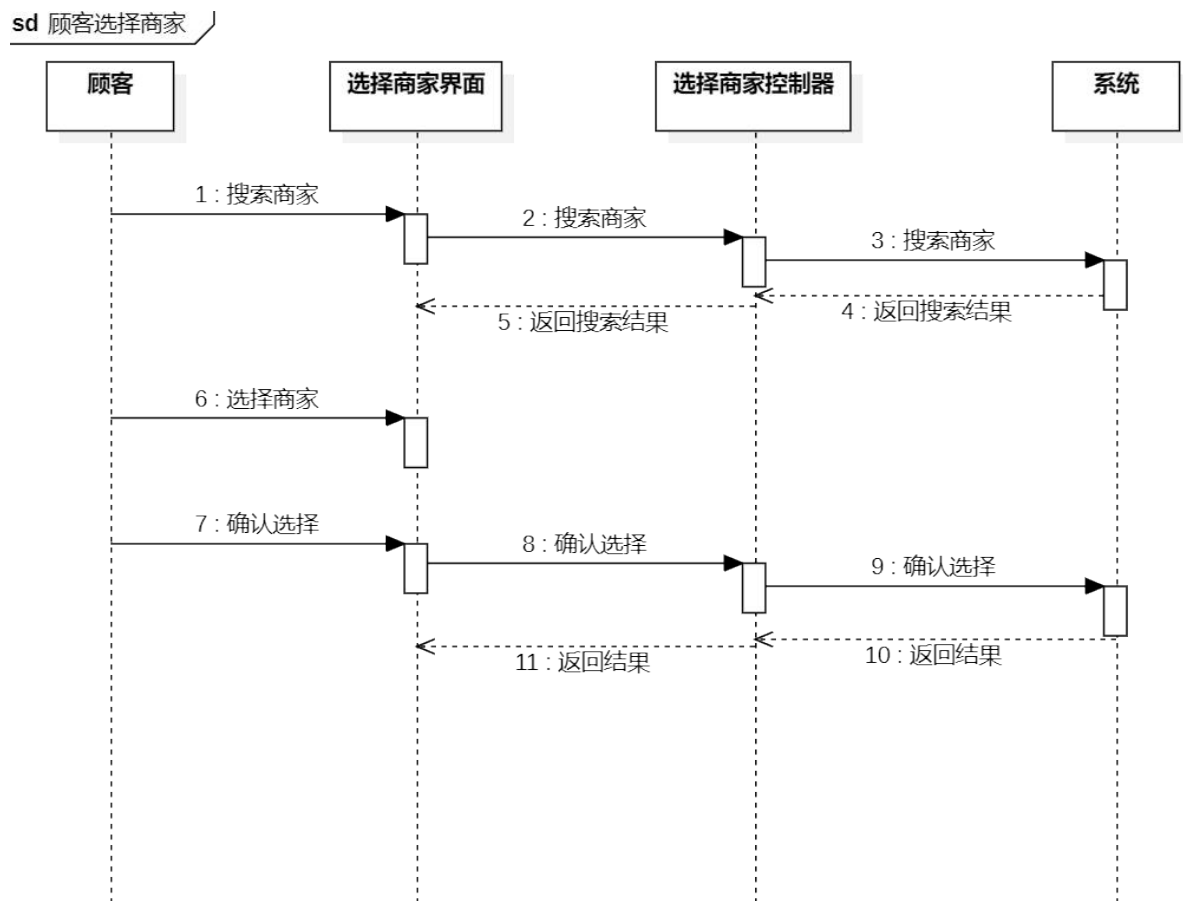 sd 顾客选择商家
顾客
选择商家界面
选择商家控制器
系统
1 : 搜索商家
2 : 搜索商家
3 : 搜索商家
4 : 返回搜索结果
5 : 返回搜索结果
6 : 选择商家
7 : 确认选择
8 : 确认选择
9 : 确认选择
10 : 返回结果
11 : 返回结果